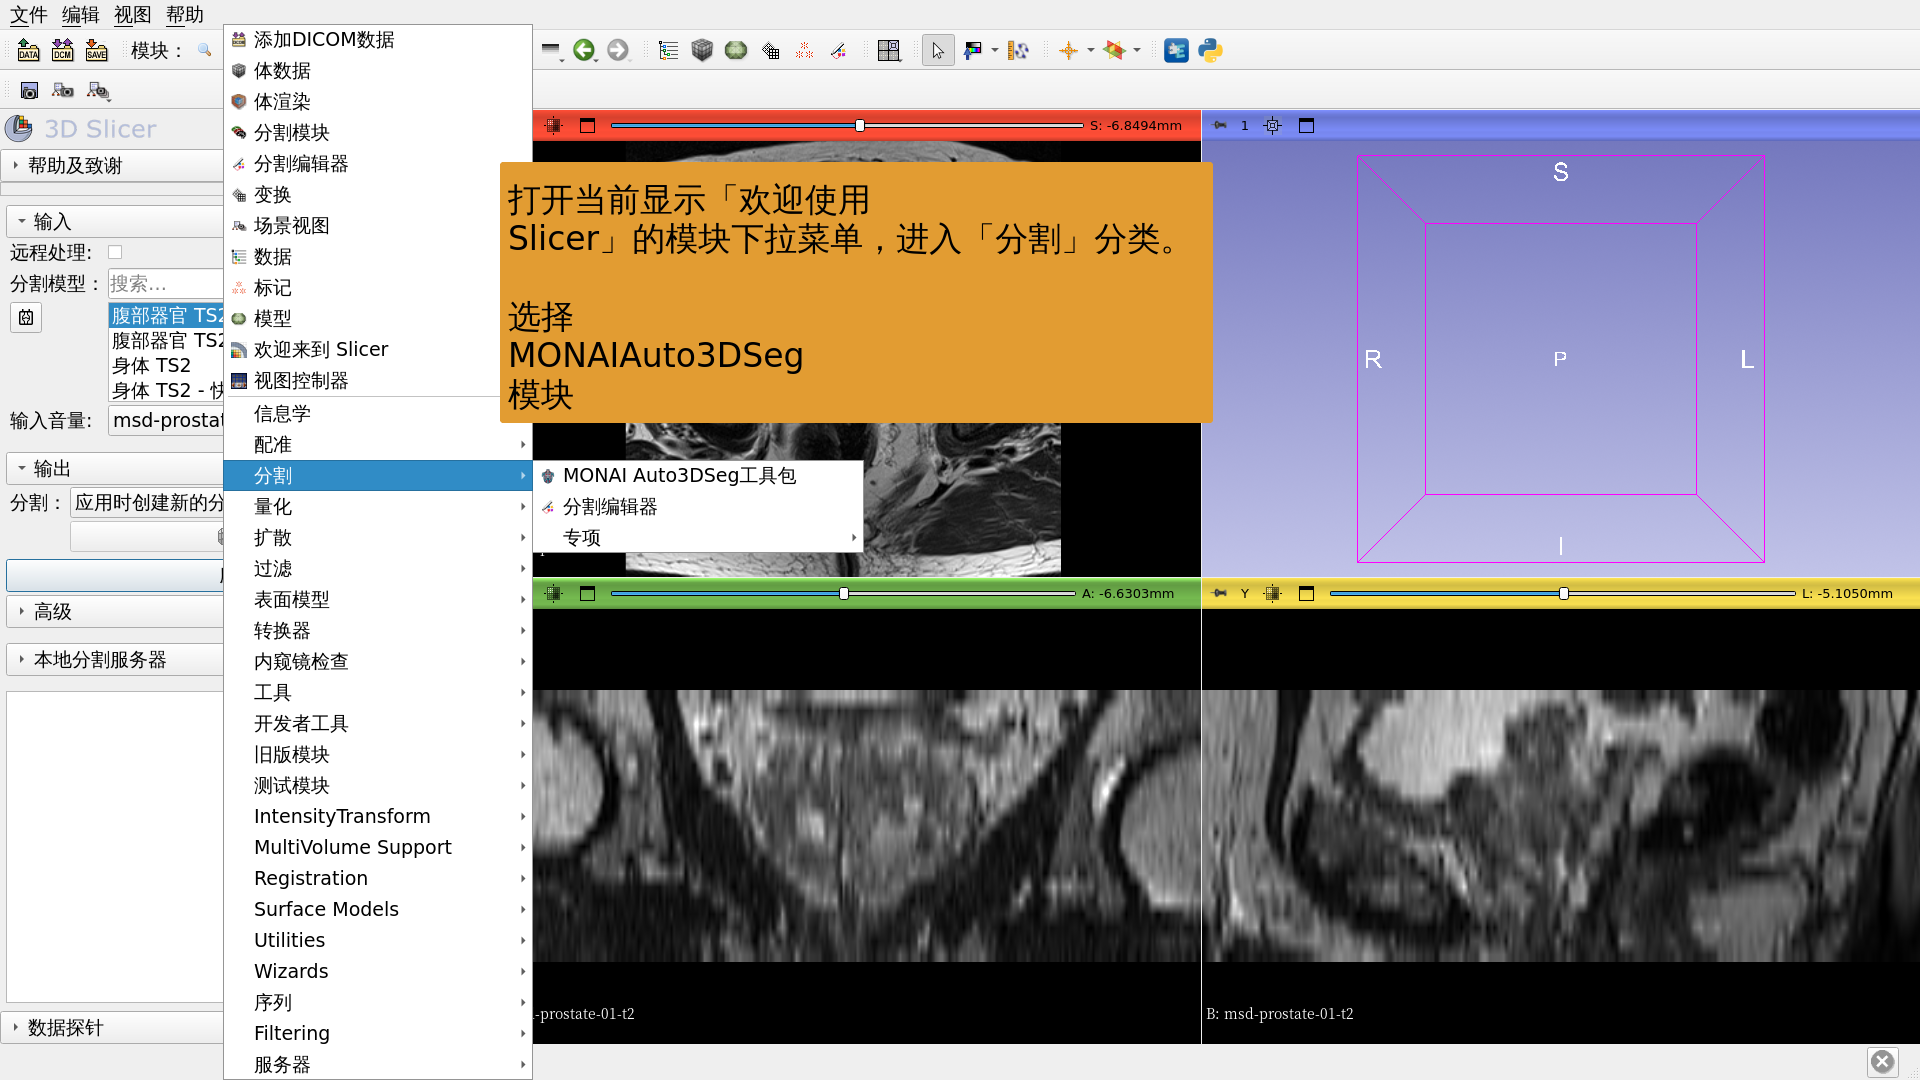 文件 编辑 视图 帮助
DATA DCM SAVE 模块：
3D Slicer
帮助及致谢
输入
远程处理:
分割模型： 搜索...
腹部器官 TS2
腹部器官 TS2
身体 TS2
身体 TS2 - 快
输入音量: msd-prostat
输出
分割： 应用时创建新的分
高级
本地分割服务器
数据探针
添加DICOM数据
体数据
体渲染
分割模块
分割编辑器
变换
场景视图
数据
标记
模型
欢迎来到 Slicer
视图控制器
信息学
配准
分割
量化
扩散
过滤
表面模型
转换器
内窥镜检查
工具
开发者工具
旧版模块
测试模块
IntensityTransform
MultiVolume Support
Registration
Surface Models
Utilities
Wizards
序列
Filtering
服务器
MONAI Auto3DSeg工具包
分割编辑器
专项
打开当前显示「欢迎使用
Slicer」的模块下拉菜单，进入「分割」分类。
选择
MONAIAuto3DSeg
模块
S: -6.8494mm
1
S
R
P
L
I
A: -6.6303mm
Y
L: -5.1050mm
-prostate-01-t2
B: msd-prostate-01-t2